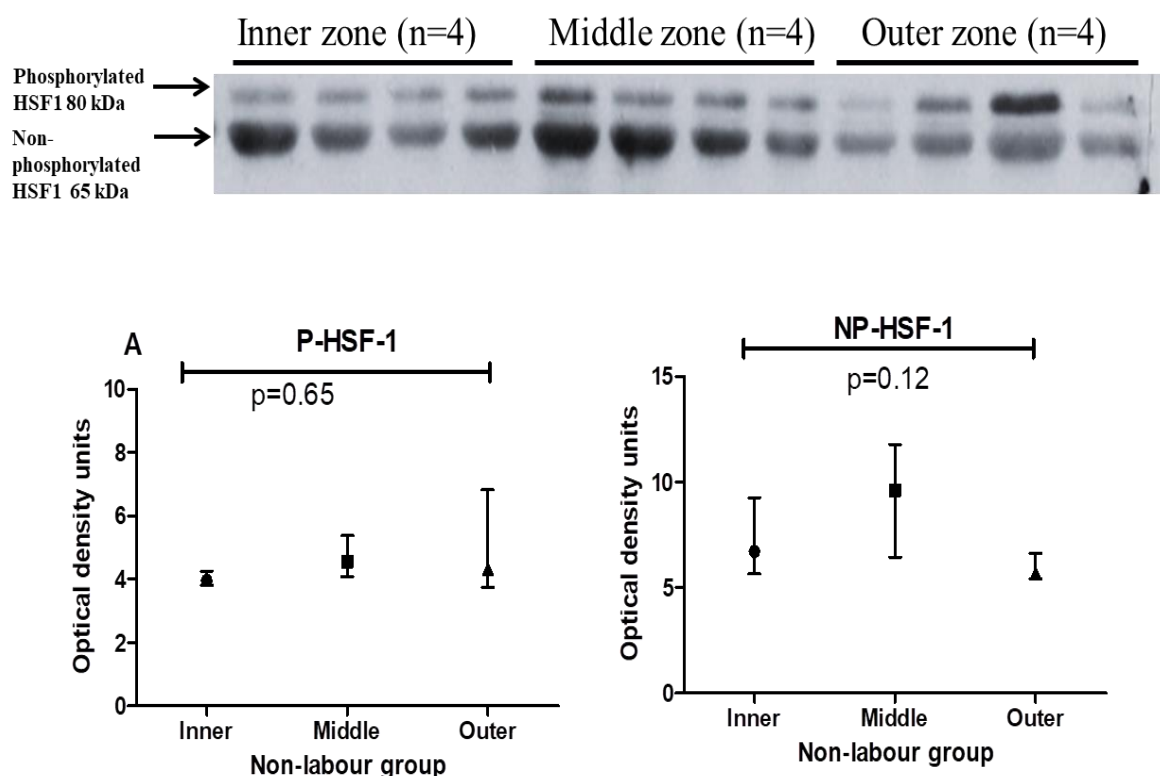 Inner zone (n=4)
Middle zone (n=4)
Outer zone (n=4)
Phosphorylated
HSF1 80 kDa
Non-
phosphorylated
HSF1 65 kDa
A
P-HSF-1
p=0.65
10
8
6
4
2
0
Optical density units
Inner
Middle
Outer
Non-labour group
NP-HSF-1
p=0.12
15
10
5
0
Optical density units
Inner
Middle
Outer
Non-labour group